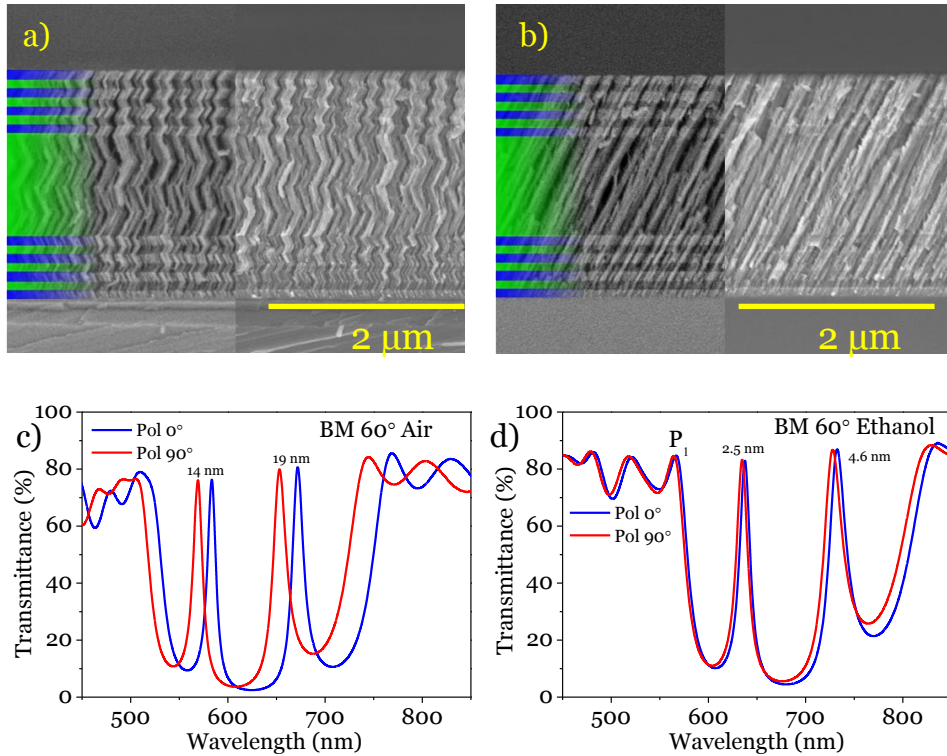 a)
2 µm
b)
2 µm
c)
BM 60° Air
Pol 0°
Pol 90°
14 nm
19 nm
100
80
60
40
20
0
500
600
700
800
Transmittance (%)
Wavelength (nm)
d)
BM 60° Ethanol
P1
2.5 nm
4.6 nm
Pol 0°
Pol 90°
100
80
60
40
20
0
500
600
700
800
Transmittance (%)
Wavelength (nm)